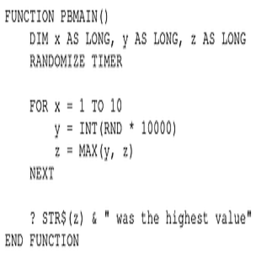 FUNCTION PBMAIN()
DIM x AS LONG, y AS LONG, z AS LONG
RANDOMIZE TIMER
FOR x = 1 TO 10
y = INT(RND * 10000)
z = MAX(y, z)
NEXT
? STR$(z) & " was the highest value"
END FUNCTION